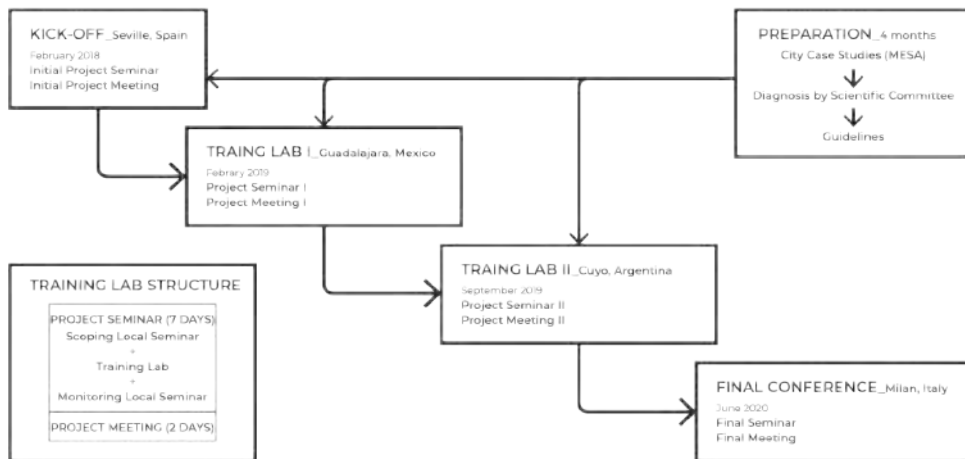 KICK-OFF_Seville, Spain
February 2018
Initial Project Seminar
Initial Project Meeting
PREPARATION_4 months
City Case Studies (MESA)
Diagnosis by Scientific Committee
Guidelines
TRAING LAB I_Guadalajara, Mexico
Febrary 2019
Project Seminar I
Project Meeting I
TRAING LAB II_Cuyo, Argentina
September 2019
Project Seminar II
Project Meeting II
TRAINING LAB STRUCTURE
PROJECT SEMINAR (7 DAYS)
Scoping Local Seminar
+
Training Lab
+
Monitoring Local Seminar
PROJECT MEETING (2 DAYS)
FINAL CONFERENCE_Milan, Italy
June 2020
Final Seminar
Final Meeting